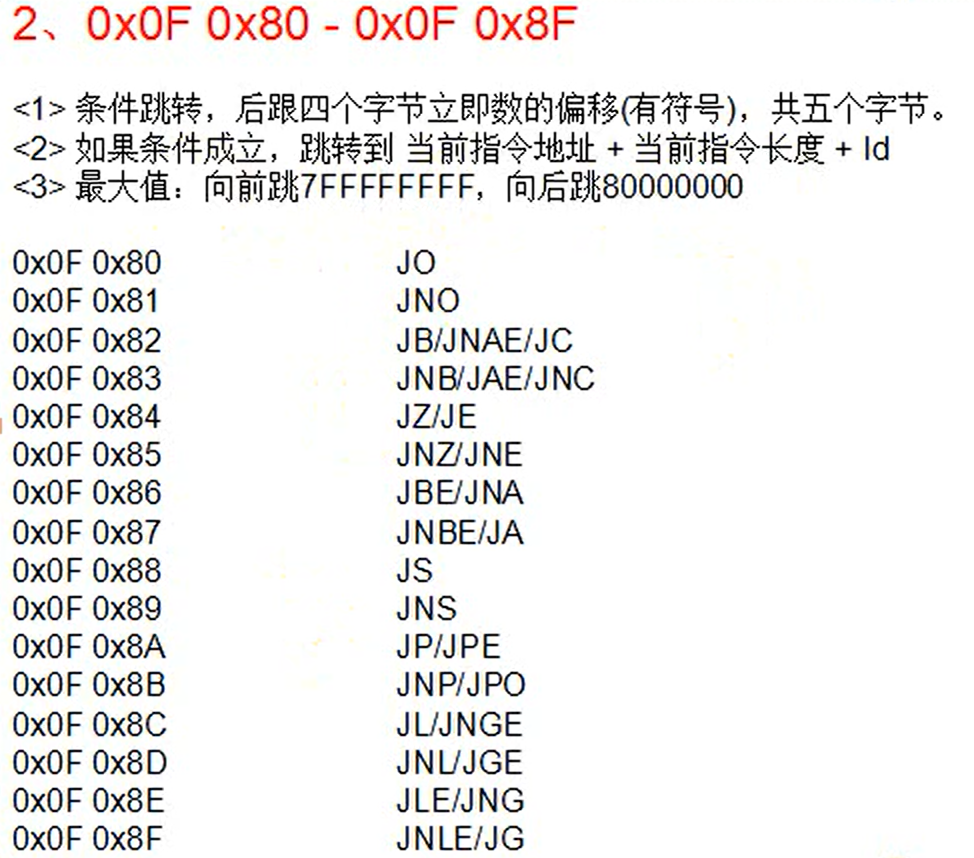 2、0x0F 0x80 - 0x0F 0x8F
<1> 条件跳转，后跟四个字节立即数的偏移(有符号)，共五个字节。
<2> 如果条件成立，跳转到 当前指令地址 + 当前指令长度 + Id
<3> 最大值：向前跳7FFFFFFFF，向后跳80000000
0x0F 0x80 JO
0x0F 0x81 JNO
0x0F 0x82 JB/JNAE/JC
0x0F 0x83 JNB/JAE/JNC
0x0F 0x84 JZ/JE
0x0F 0x85 JNZ/JNE
0x0F 0x86 JBE/JNA
0x0F 0x87 JNBE/JA
0x0F 0x88 JS
0x0F 0x89 JNS
0x0F 0x8A JP/JPE
0x0F 0x8B JNP/JPO
0x0F 0x8C JL/JNGE
0x0F 0x8D JNL/JGE
0x0F 0x8E JLE/JNG
0x0F 0x8F JNLE/JG